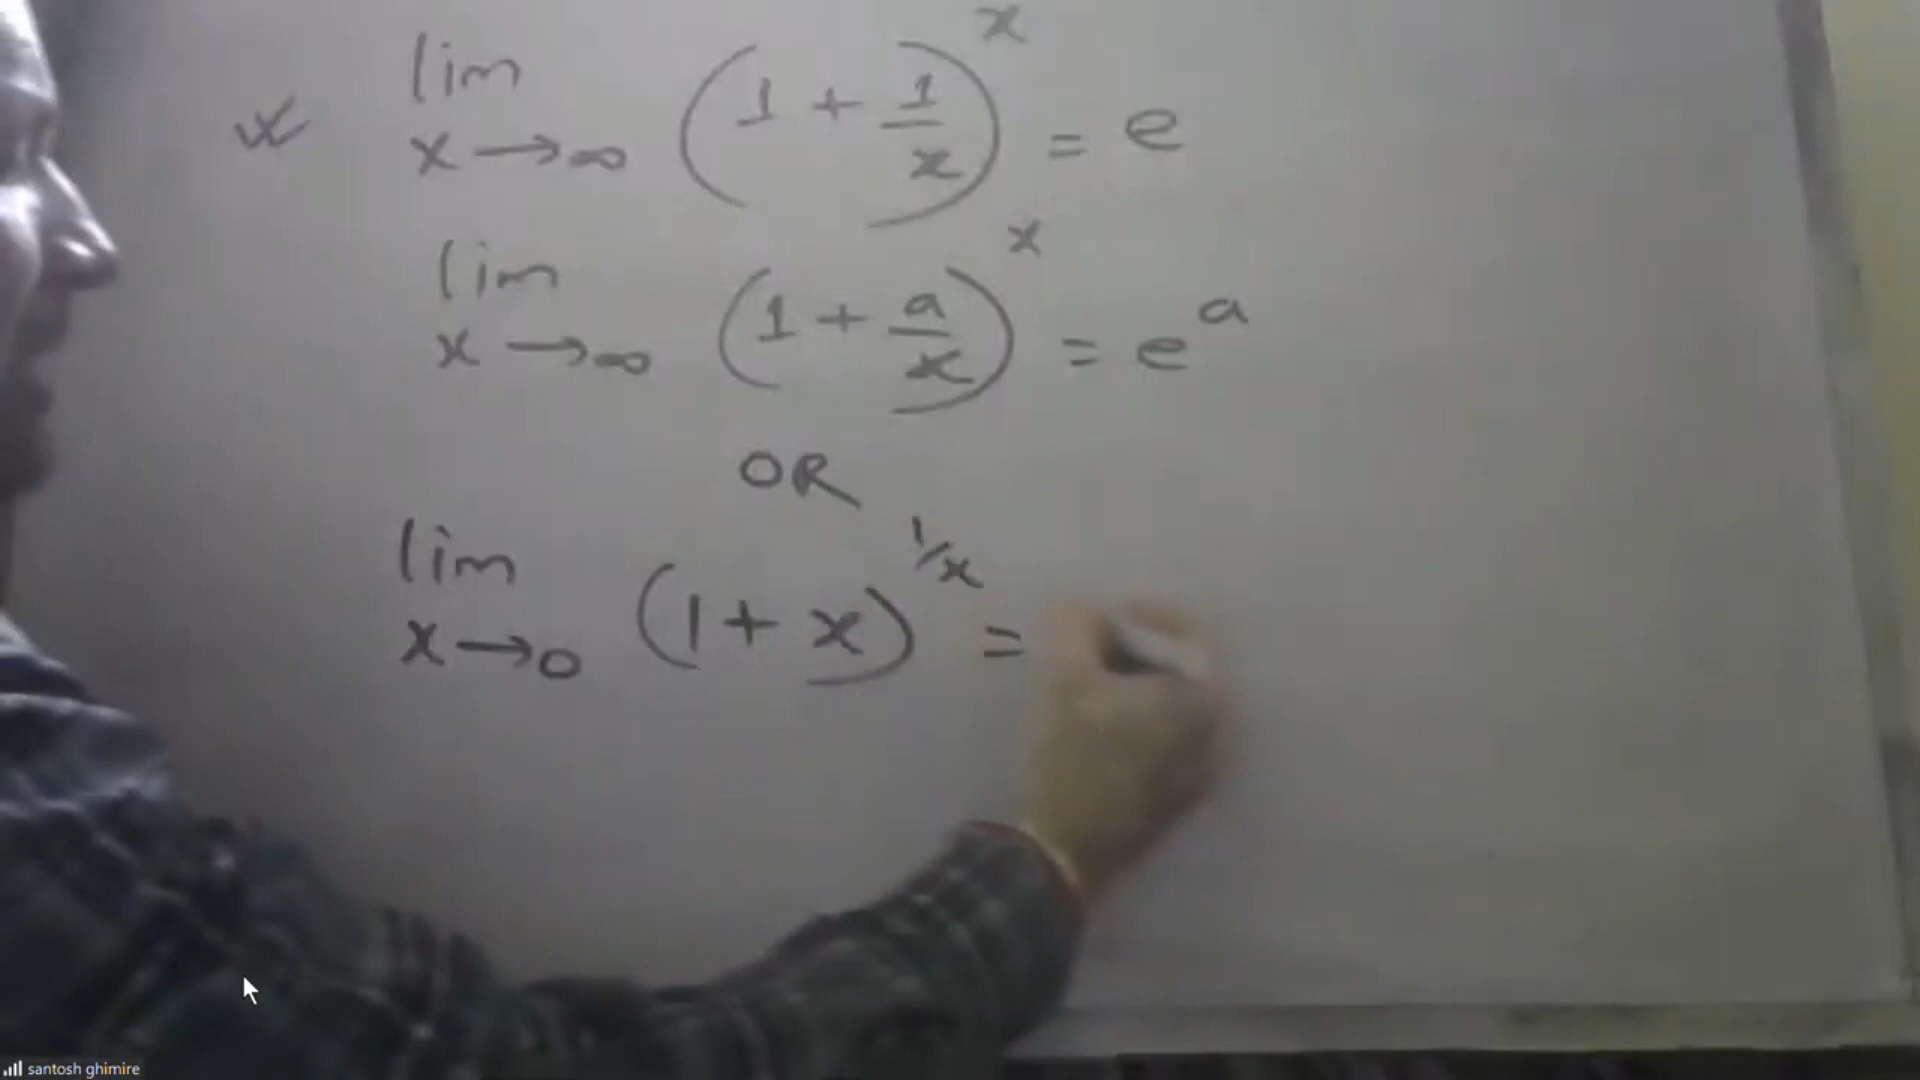 lim x→∞ (1 + 1/x)^x = e
lim x→∞ (1 + a/x)^x = e^a
OR
lim x→0 (1 + x)^1/x =
santosh ghimire